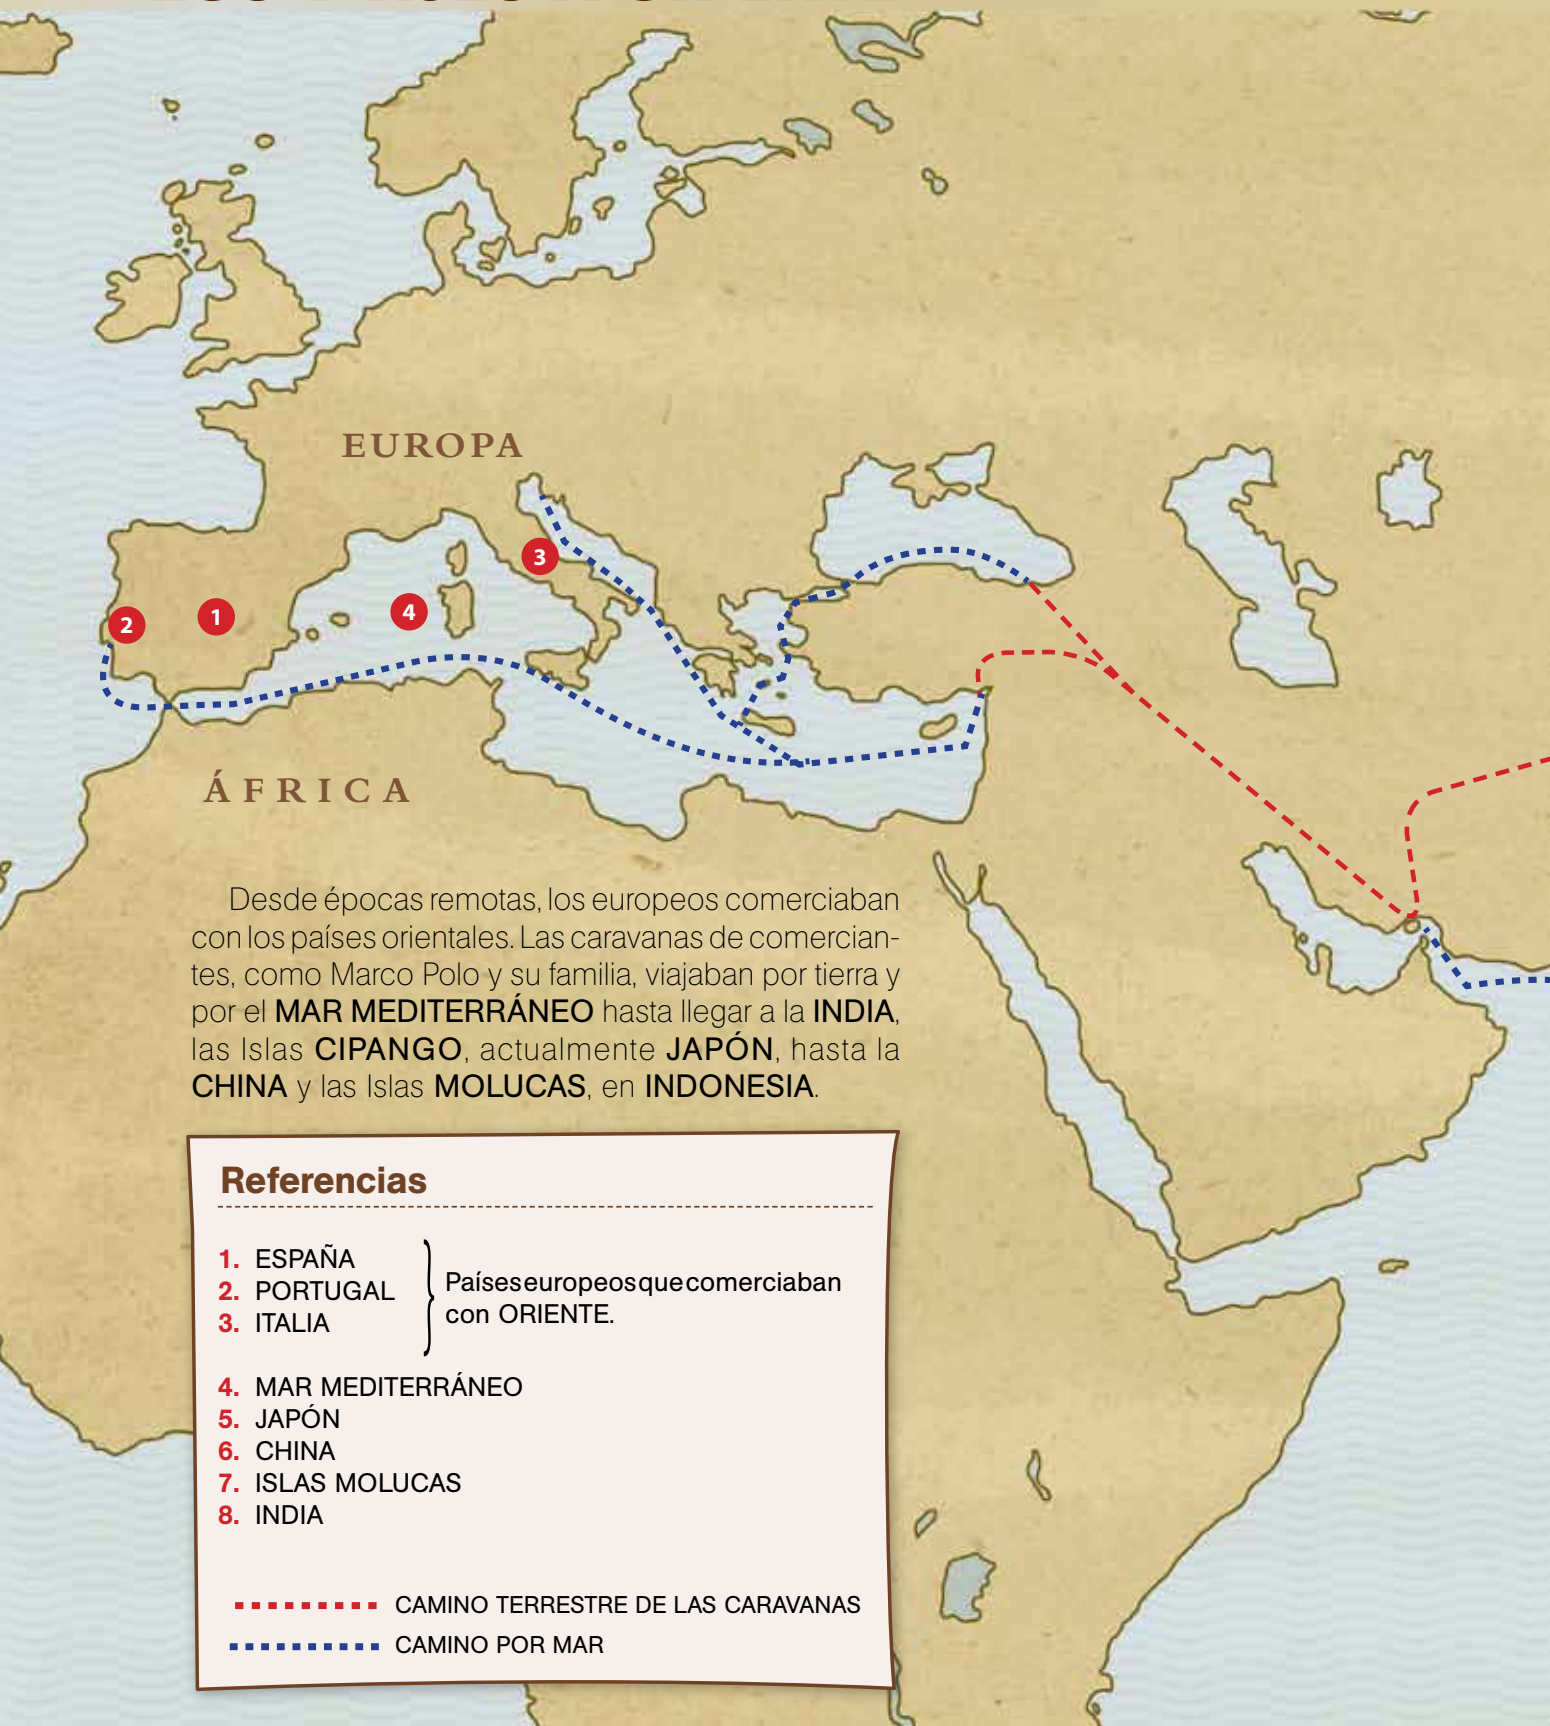 EUROPA
3
1
4
2
ÁFRICA
Desde épocas remotas, los europeos comerciaban
con los países orientales. Las caravanas de comercian-
tes, como Marco Polo y su familia, viajaban por tierra y
por el MAR MEDITERRÁNEO hasta llegar a la INDIA,
las Islas CIPANGO, actualmente JAPÓN, hasta la
CHINA y las Islas MOLUCAS, en INDONESIA.
Referencias
1. ESPAÑA
2. PORTUGAL
3. ITALIA
Países europeos que comerciaban
con ORIENTE.
4. MAR MEDITERRÁNEO
5. JAPÓN
6. CHINA
7. ISLAS MOLUCAS
8. INDIA
CAMINO TERRESTRE DE LAS CARAVANAS
CAMINO POR MAR